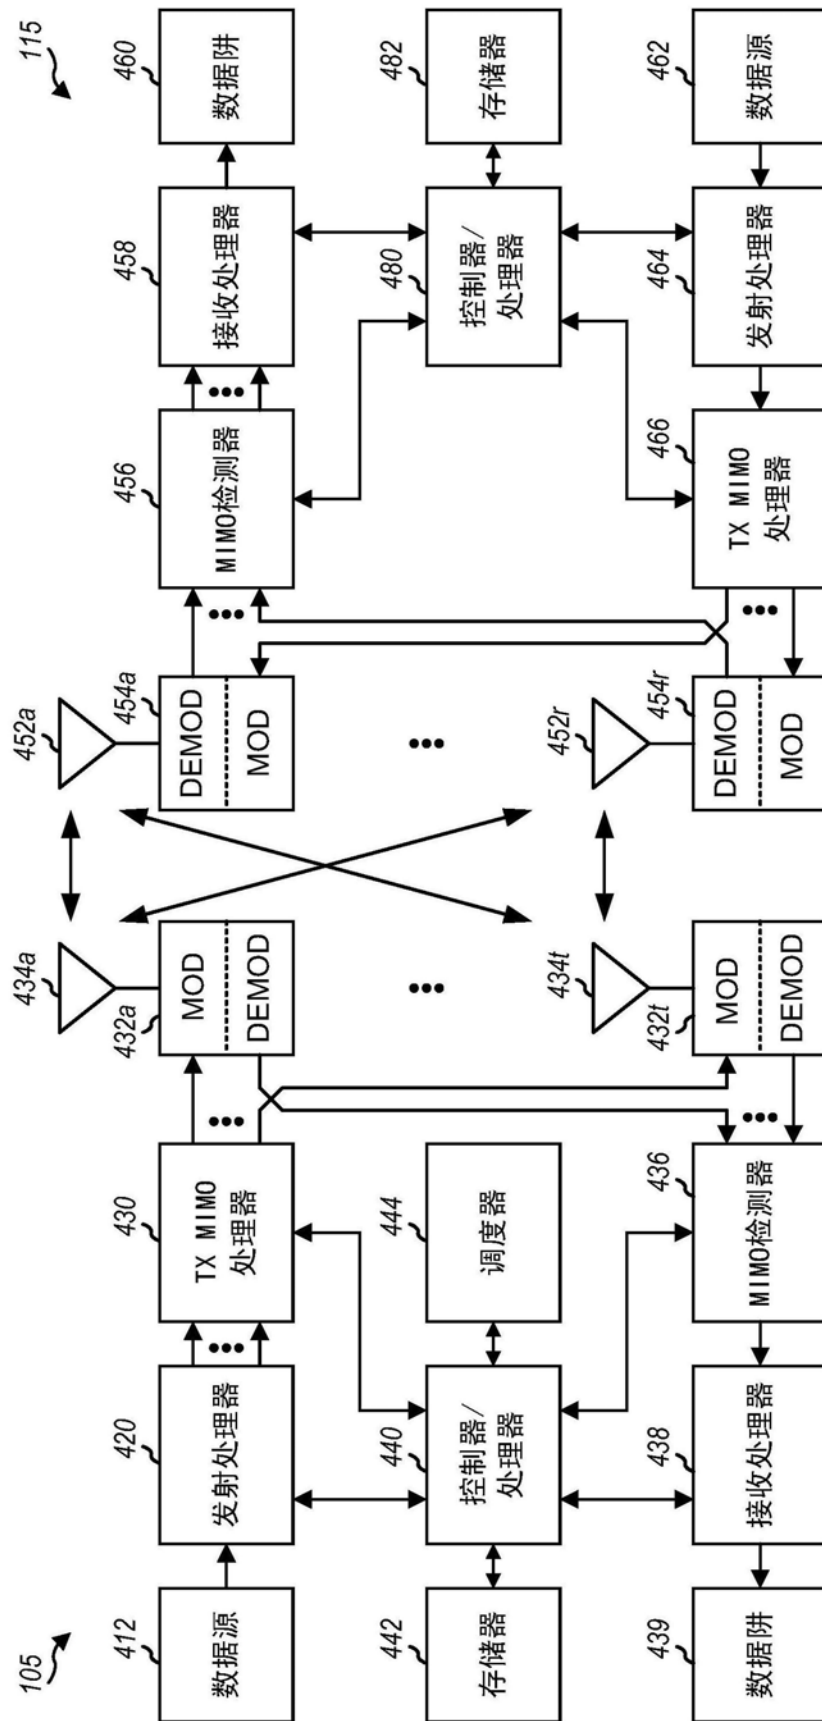 105
115
412
数据源
420
发射处理器
430
TX MIMO
处理器
432a
MOD
DEMOD
434a
452a
454a
DEMOD
MOD
456
MIMO检测器
458
接收处理器
460
数据阱
442
存储器
440
控制器/
处理器
444
调度器
480
控制器/
处理器
482
存储器
439
数据阱
438
接收处理器
436
MIMO检测器
432t
MOD
DEMOD
434t
452r
454r
DEMOD
MOD
466
TX MIMO
处理器
464
发射处理器
462
数据源